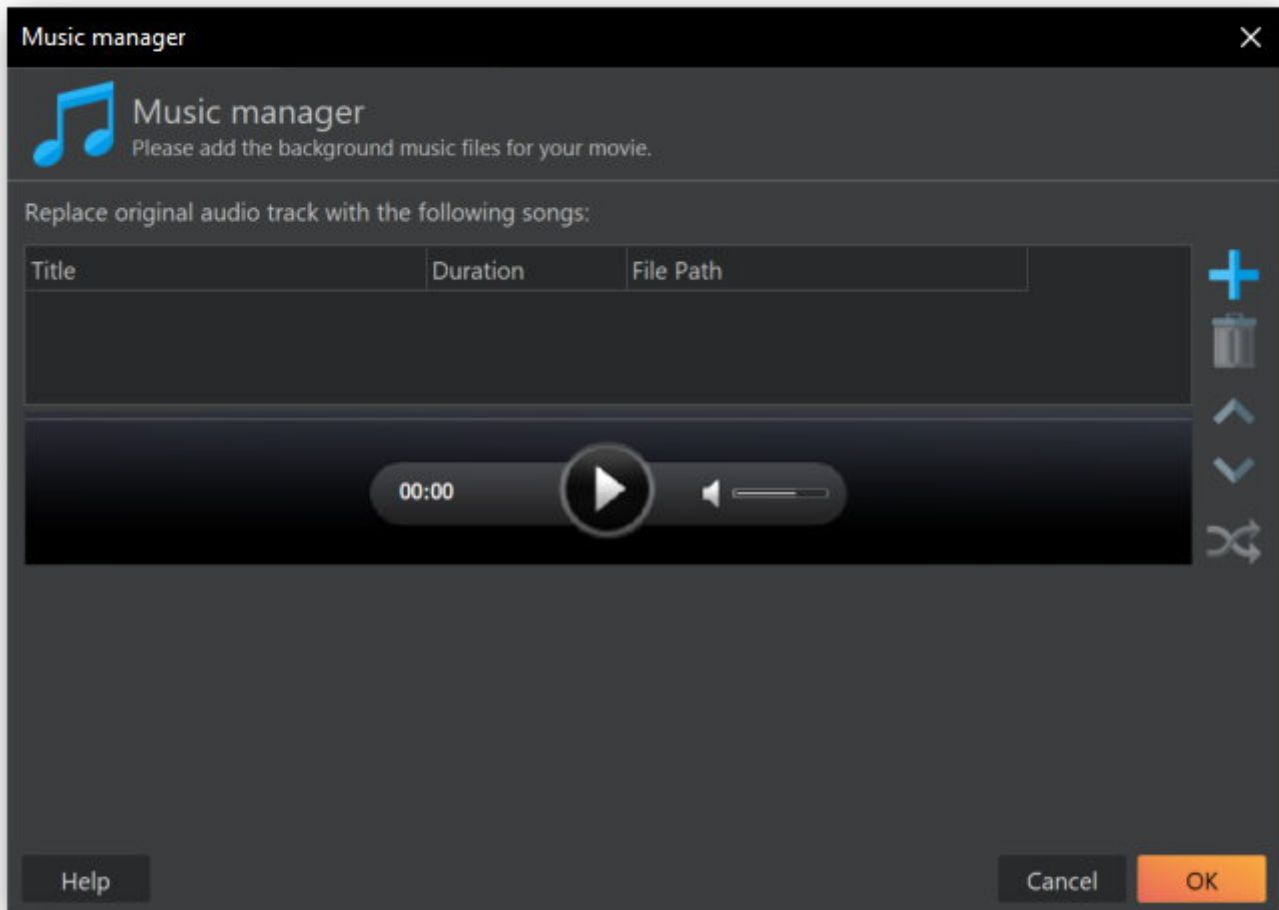 Music manager
Music manager
Please add the background music files for your movie.
Replace original audio track with the following songs:
Title Duration File Path
00:00
Help Cancel OK